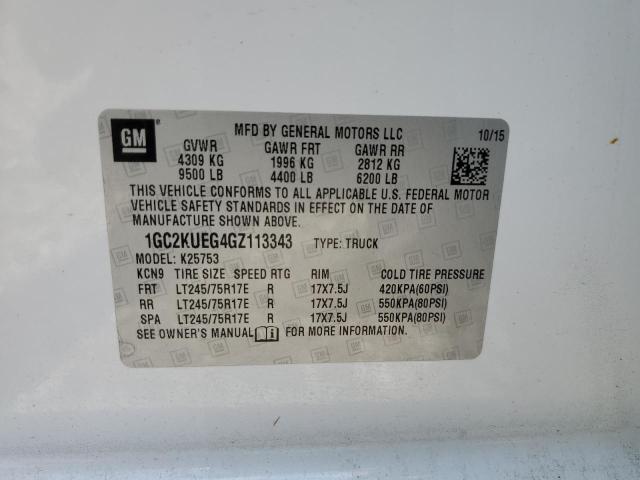 GM
MFD BY GENERAL MOTORS LLC 10/15
GVWR GAWR FRT GAWR RR
4309 KG 1996 KG 2812 KG
9500 LB 4400 LB 6200 LB
THIS VEHICLE CONFORMS TO ALL APPLICABLE U.S. FEDERAL MOTOR
VEHICLE SAFETY STANDARDS IN EFFECT ON THE DATE OF
MANUFACTURE SHOWN ABOVE.
1GC2KUEG4GZ113343 TYPE: TRUCK
MODEL: K25753
KCN9 TIRE SIZE SPEED RTG RIM COLD TIRE PRESSURE
FRT LT245/75R17E R 17X7.5J 420KPA(60PSI)
RR LT245/75R17E R 17X7.5J 550KPA(80PSI)
SPA LT245/75R17E R 17X7.5J 550KPA(80PSI)
SEE OWNER'S MANUAL FOR MORE INFORMATION.